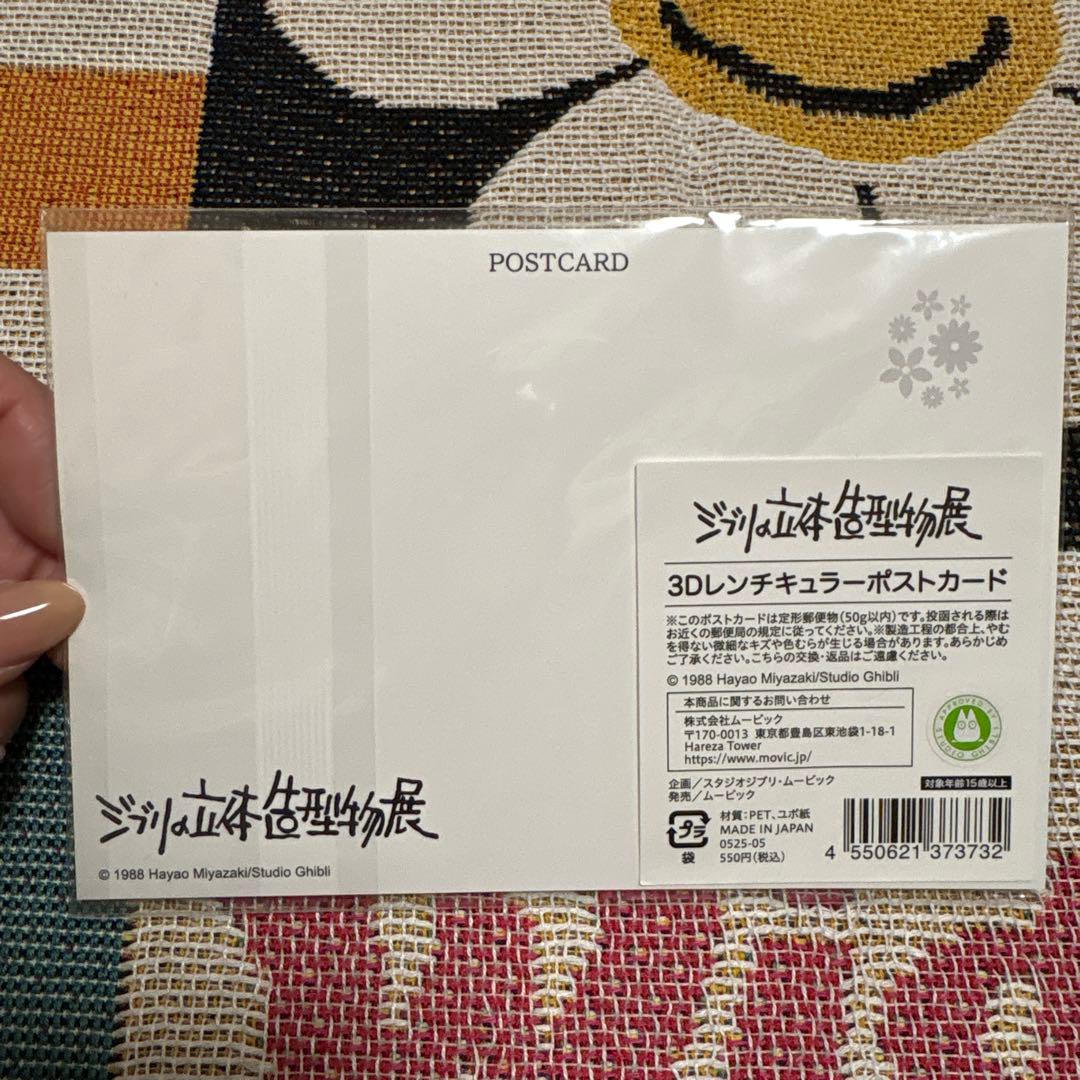 POSTCARD
ジブリの立体造型物展
3Dレンチキュラーポストカード
※このポストカードは定形郵便物(50g以内)です。投函される際は
お近くの郵便局の規定に従ってください。※製造工程の都合上、やむ
を得ない微細なキズや色むらが生じる場合があります。あらかじめ
ご了承ください。こちらの交換・返品はご遠慮ください。
© 1988 Hayao Miyazaki/Studio Ghibli
本商品に関するお問い合わせ
株式会社ムービック
〒170-0013 東京都豊島区東池袋1-18-1
Hareza Tower
https://www.movic.jp/
APPROVED BY STUDIO GHIBLI
企画/スタジオジブリ・ムービック
発売/ムービック
対象年齢15歳以上
プラ
袋
材質:PET、ユポ紙
MADE IN JAPAN
0525-05
550円(税込)
4 550621 373732
ジブリの立体造型物展
© 1988 Hayao Miyazaki/Studio Ghibli